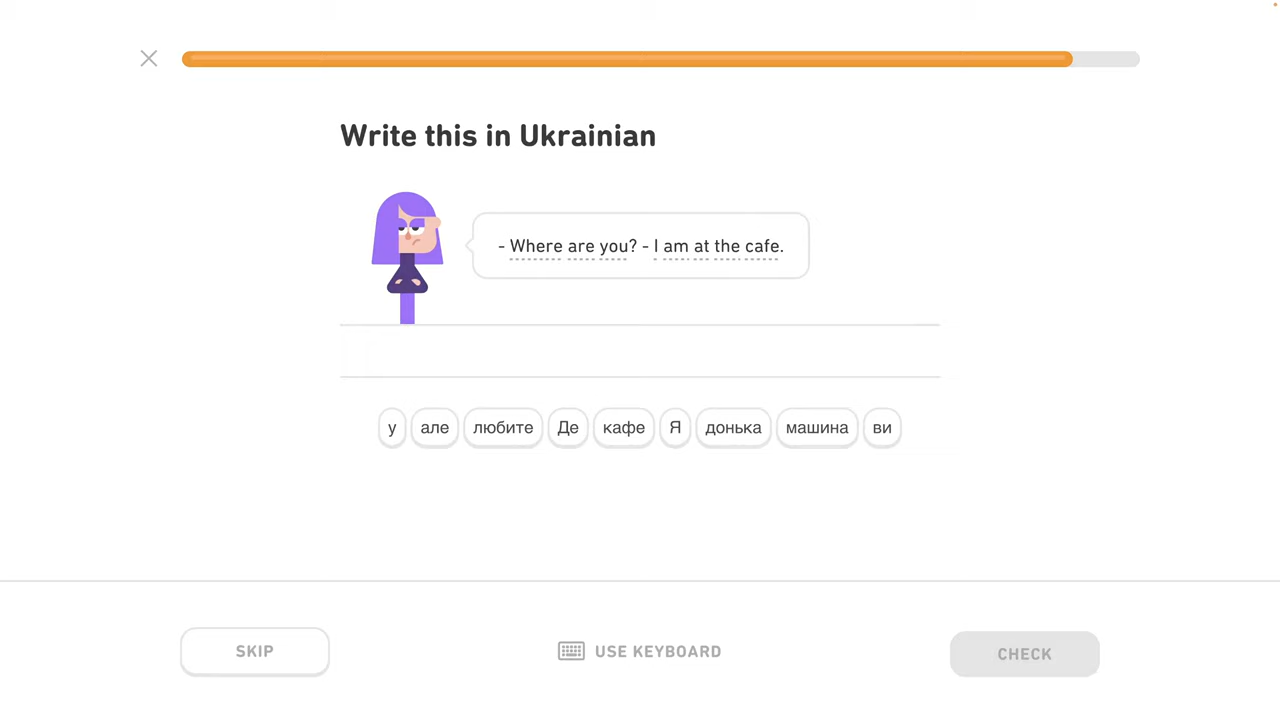 Write this in Ukrainian
- Where are you? - I am at the cafe.
у але любите Де кафе Я донька машина ви
SKIP USE KEYBOARD CHECK